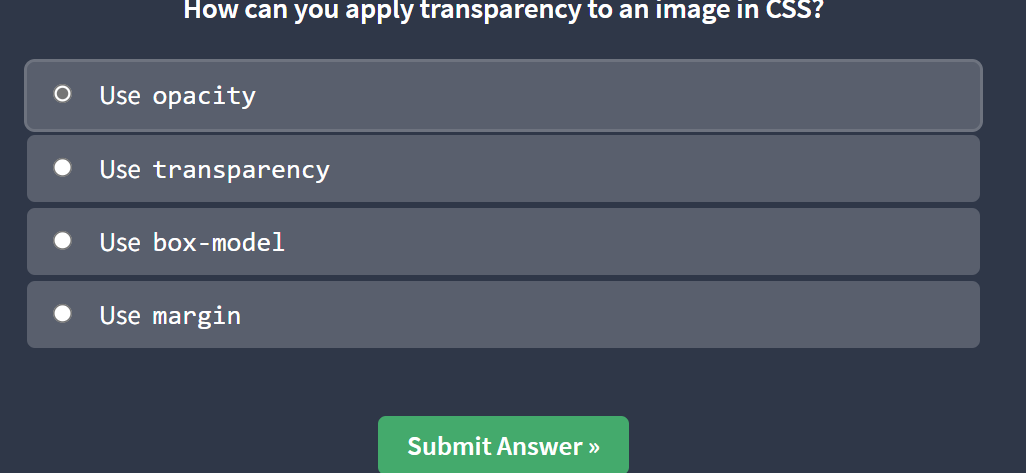 How can you apply transparency to an image in CSS?
Use opacity
Use transparency
Use box-model
Use margin
Submit Answer »